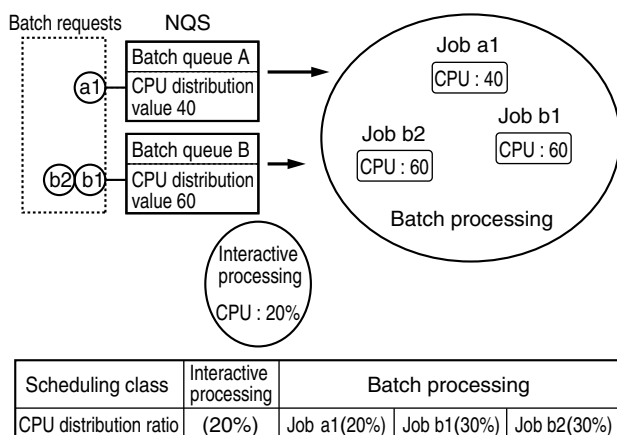 Batch requests
NQS
Batch queue A
CPU distribution
value 40
a1
Batch queue B
CPU distribution
value 60
b2
b1
Job a1
CPU : 40
Job b1
CPU : 60
Job b2
CPU : 60
Batch processing
Interactive
processing
CPU : 20%
Scheduling class
Interactive
processing
Batch processing
CPU distribution ratio
(20%)
Job a1(20%)
Job b1(30%)
Job b2(30%)